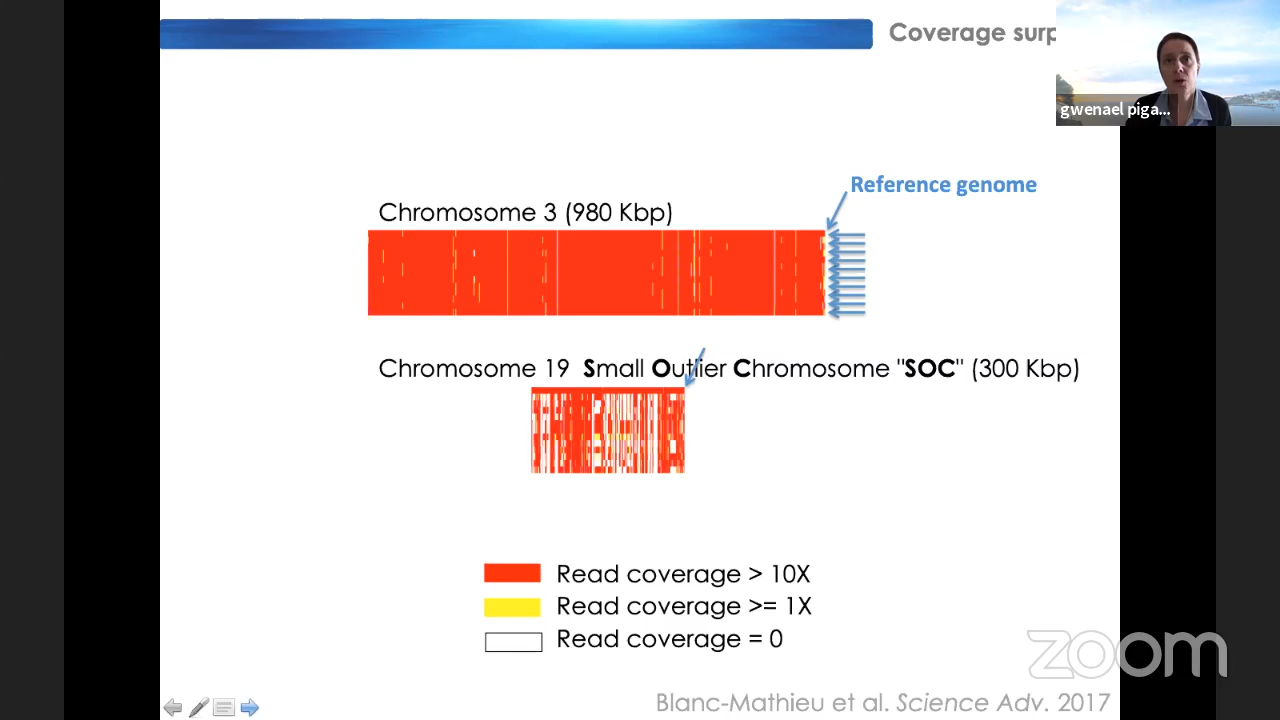 Coverage surp
gwenael piga...
Reference genome
Chromosome 3 (980 Kbp)
Chromosome 19 Small Outlier Chromosome "SOC" (300 Kbp)
Read coverage > 10X
Read coverage >= 1X
Read coverage = 0
zoom
Blanc-Mathieu et al. Science Adv. 2017